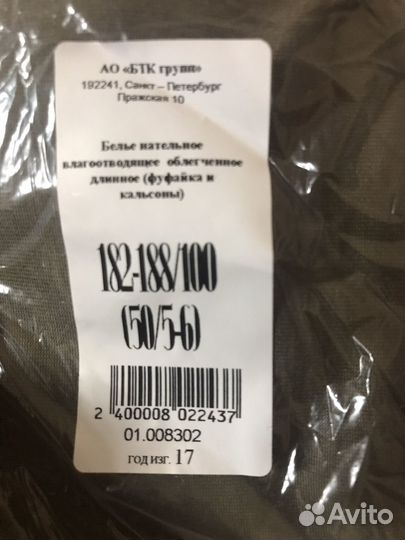 АО «БТК групп»
192241, Санкт – Петербург
Пражская 10
Белье нательное
влагоотводящее облегченное
длинное (фуфайка и
кальсоны)
182-188/100
(50/5-6)
2 400008 022437
01.008302
год изг. 17
Avito